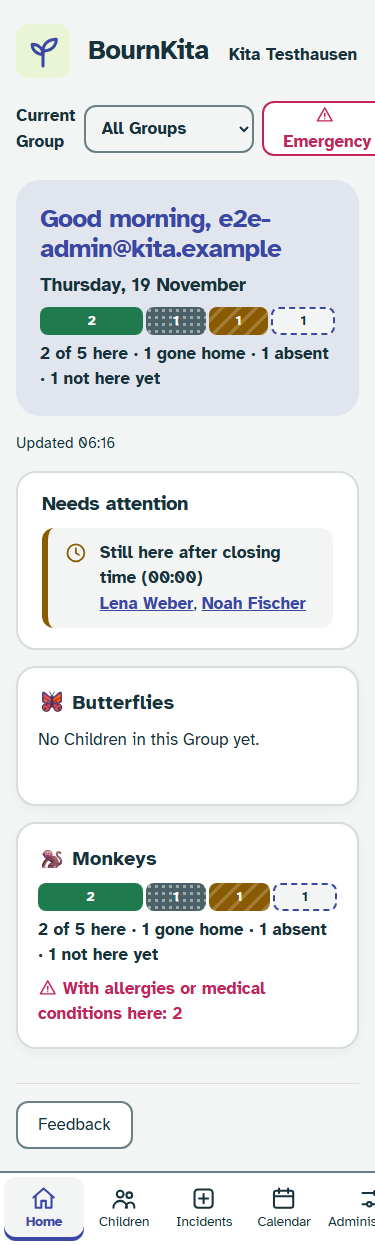 BournKita
Kita Testhausen
Current
Group
All Groups
Emergency
Good morning, e2e-
admin@kita.example
Thursday, 19 November
2 1 1 1
2 of 5 here · 1 gone home · 1 absent
· 1 not here yet
Updated 06:16
Needs attention
Still here after closing
time (00:00)
Lena Weber, Noah Fischer
Butterflies
No Children in this Group yet.
Monkeys
2 1 1 1
2 of 5 here · 1 gone home · 1 absent
· 1 not here yet
With allergies or medical
conditions here: 2
Feedback
Home Children Incidents Calendar Adminis